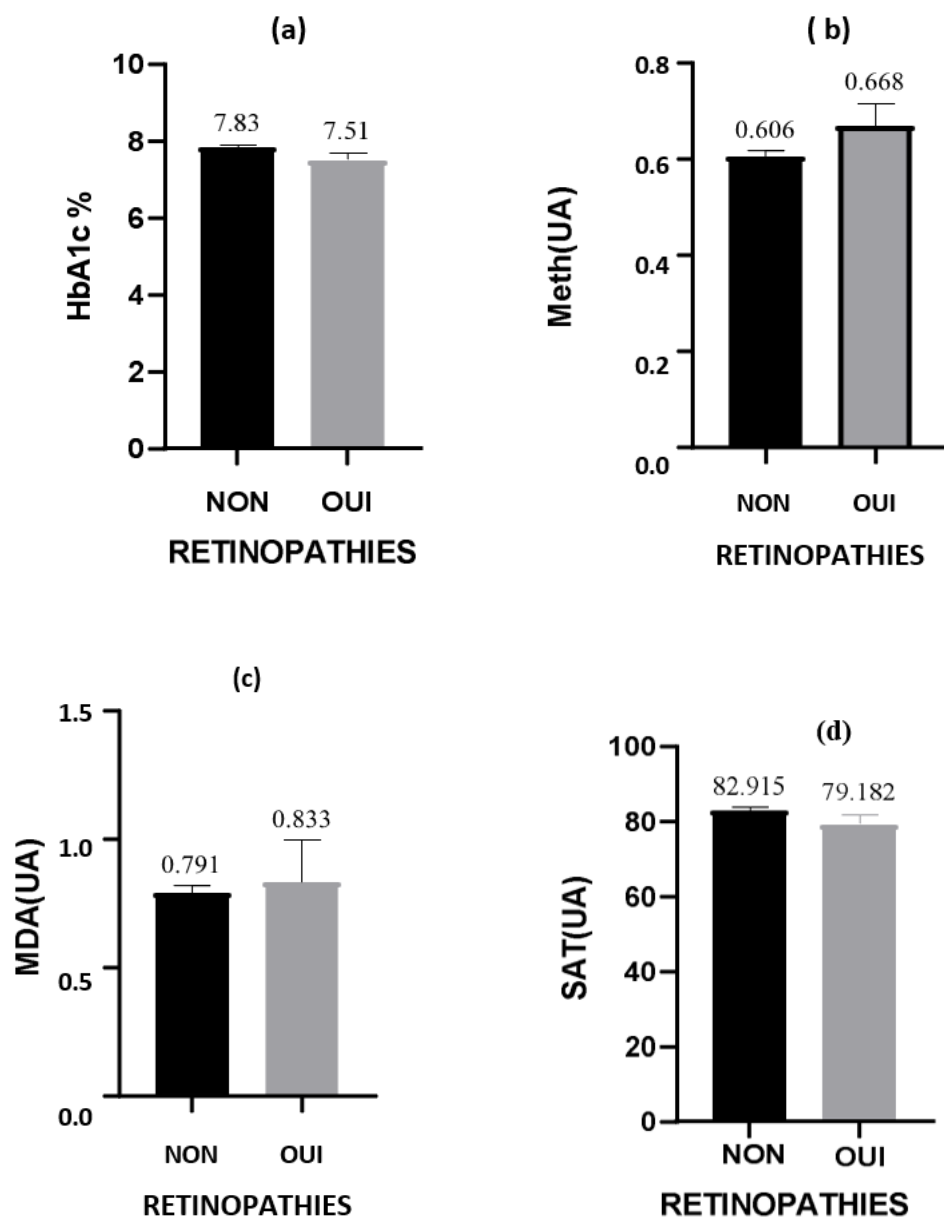 (a)
10
8
6
4
2
0
HbA1c %
7.83
7.51
NON OUI
RETINOPATHIES
( b)
0.8
0.6
0.4
0.2
0.0
Meth(UA)
0.606
0.668
NON OUI
RETINOPATHIES
(c)
1.5
1.0
0.5
0.0
MDA(UA)
0.791
0.833
NON OUI
RETINOPATHIES
(d)
100
80
60
40
20
0
SAT(UA)
82.915
79.182
NON OUI
RETINOPATHIES